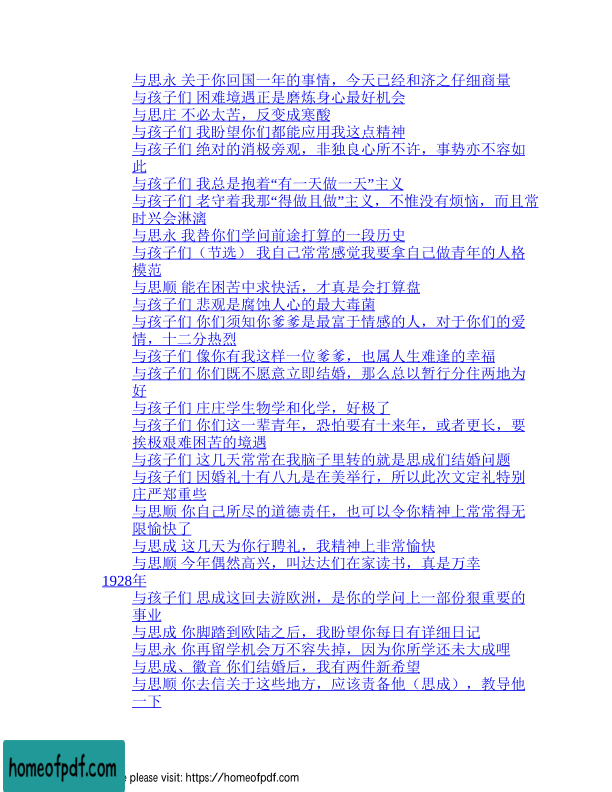 与思永 关于你回国一年的事情，今天已经和济之仔细商量
与孩子们 困难境遇正是磨炼身心最好机会
与思庄 不必太苦，反变成寒酸
与孩子们 我盼望你们都能应用我这点精神
与孩子们 绝对的消极旁观，非独良心所不许，事势亦不容如
此
与孩子们 我总是抱着“有一天做一天”主义
与孩子们 老守着我那“得做且做”主义，不惟没有烦恼，而且常
时兴会淋漓
与思永 我替你们学问前途打算的一段历史
与孩子们（节选） 我自己常常感觉我要拿自己做青年的人格
模范
与思顺 能在困苦中求快活，才真是会打算盘
与孩子们 悲观是腐蚀人心的最大毒菌
与孩子们 你们须知你爹爹是最富于情感的人，对于你们的爱
情，十二分热烈
与孩子们 像你有我这样一位爹爹，也属人生难逢的幸福
与孩子们 你们既不愿意立即结婚，那么总以暂行分住两地为
好
与孩子们 庄庄学生物学和化学，好极了
与孩子们 你们这一辈青年，恐怕要有十来年，或者更长，要
挨极艰难困苦的境遇
与孩子们 这几天常常在我脑子里转的就是思成们结婚问题
与孩子们 因婚礼十有八九是在美举行，所以此次文定礼特别
庄严郑重些
与思顺 你自己所尽的道德责任，也可以令你精神上常常得无
限愉快了
与思成 这几天为你行聘礼，我精神上非常愉快
与思顺 今年偶然高兴，叫达达们在家读书，真是万幸
1928年
与孩子们 思成这回去游欧洲，是你的学问上一部份狠重要的
事业
与思成 你脚踏到欧陆之后，我盼望你每日有详细日记
与思永 你再留学机会万不容失掉，因为你所学还未大成哩
与思成、徽音 你们结婚后，我有两件新希望
与思顺 你去信关于这些地方，应该责备他（思成），教导他
一下
homeofpdf.com
e please visit: https://homeofpdf.com